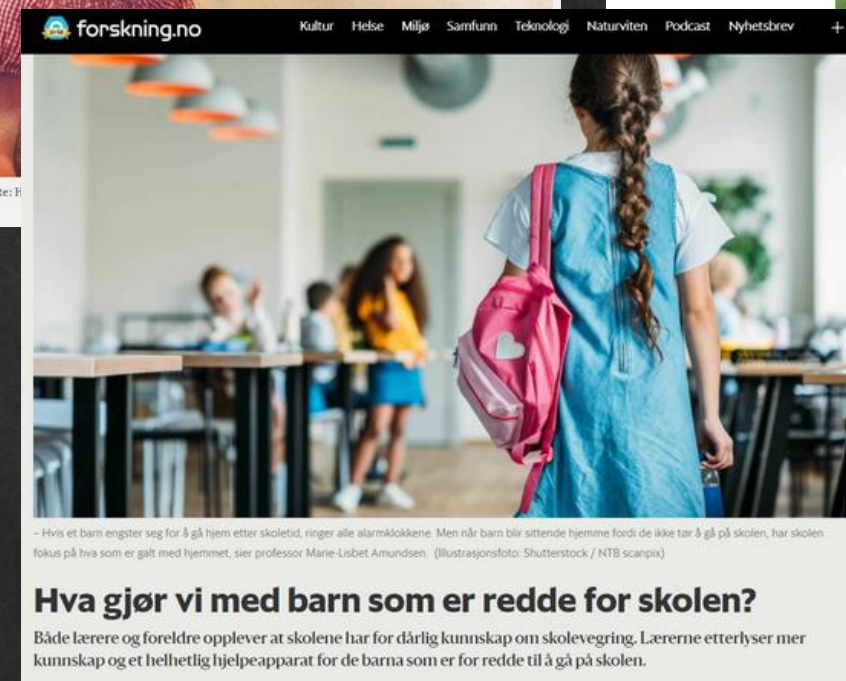 forskning.no
Kultur Helse Miljø Samfunn Teknologi Naturviten Podcast Nyhetsbrev +
– Hvis et barn engster seg for å gå hjem etter skoletid, ringer alle alarmklokkene. Men når barn blir sittende hjemme fordi de ikke tør å gå på skolen, har skolen
fokus på hva som er galt med hjemmet, sier professor Marie-Lisbet Amundsen. (Illustrasjonsfoto: Shutterstock / NTB scanpix)
Hva gjør vi med barn som er redde for skolen?
Både lærere og foreldre opplever at skolene har for dårlig kunnskap om skolevegring. Lærerne etterlyser mer
kunnskap og et helhetlig hjelpeapparat for de barna som er for redde til å gå på skolen.